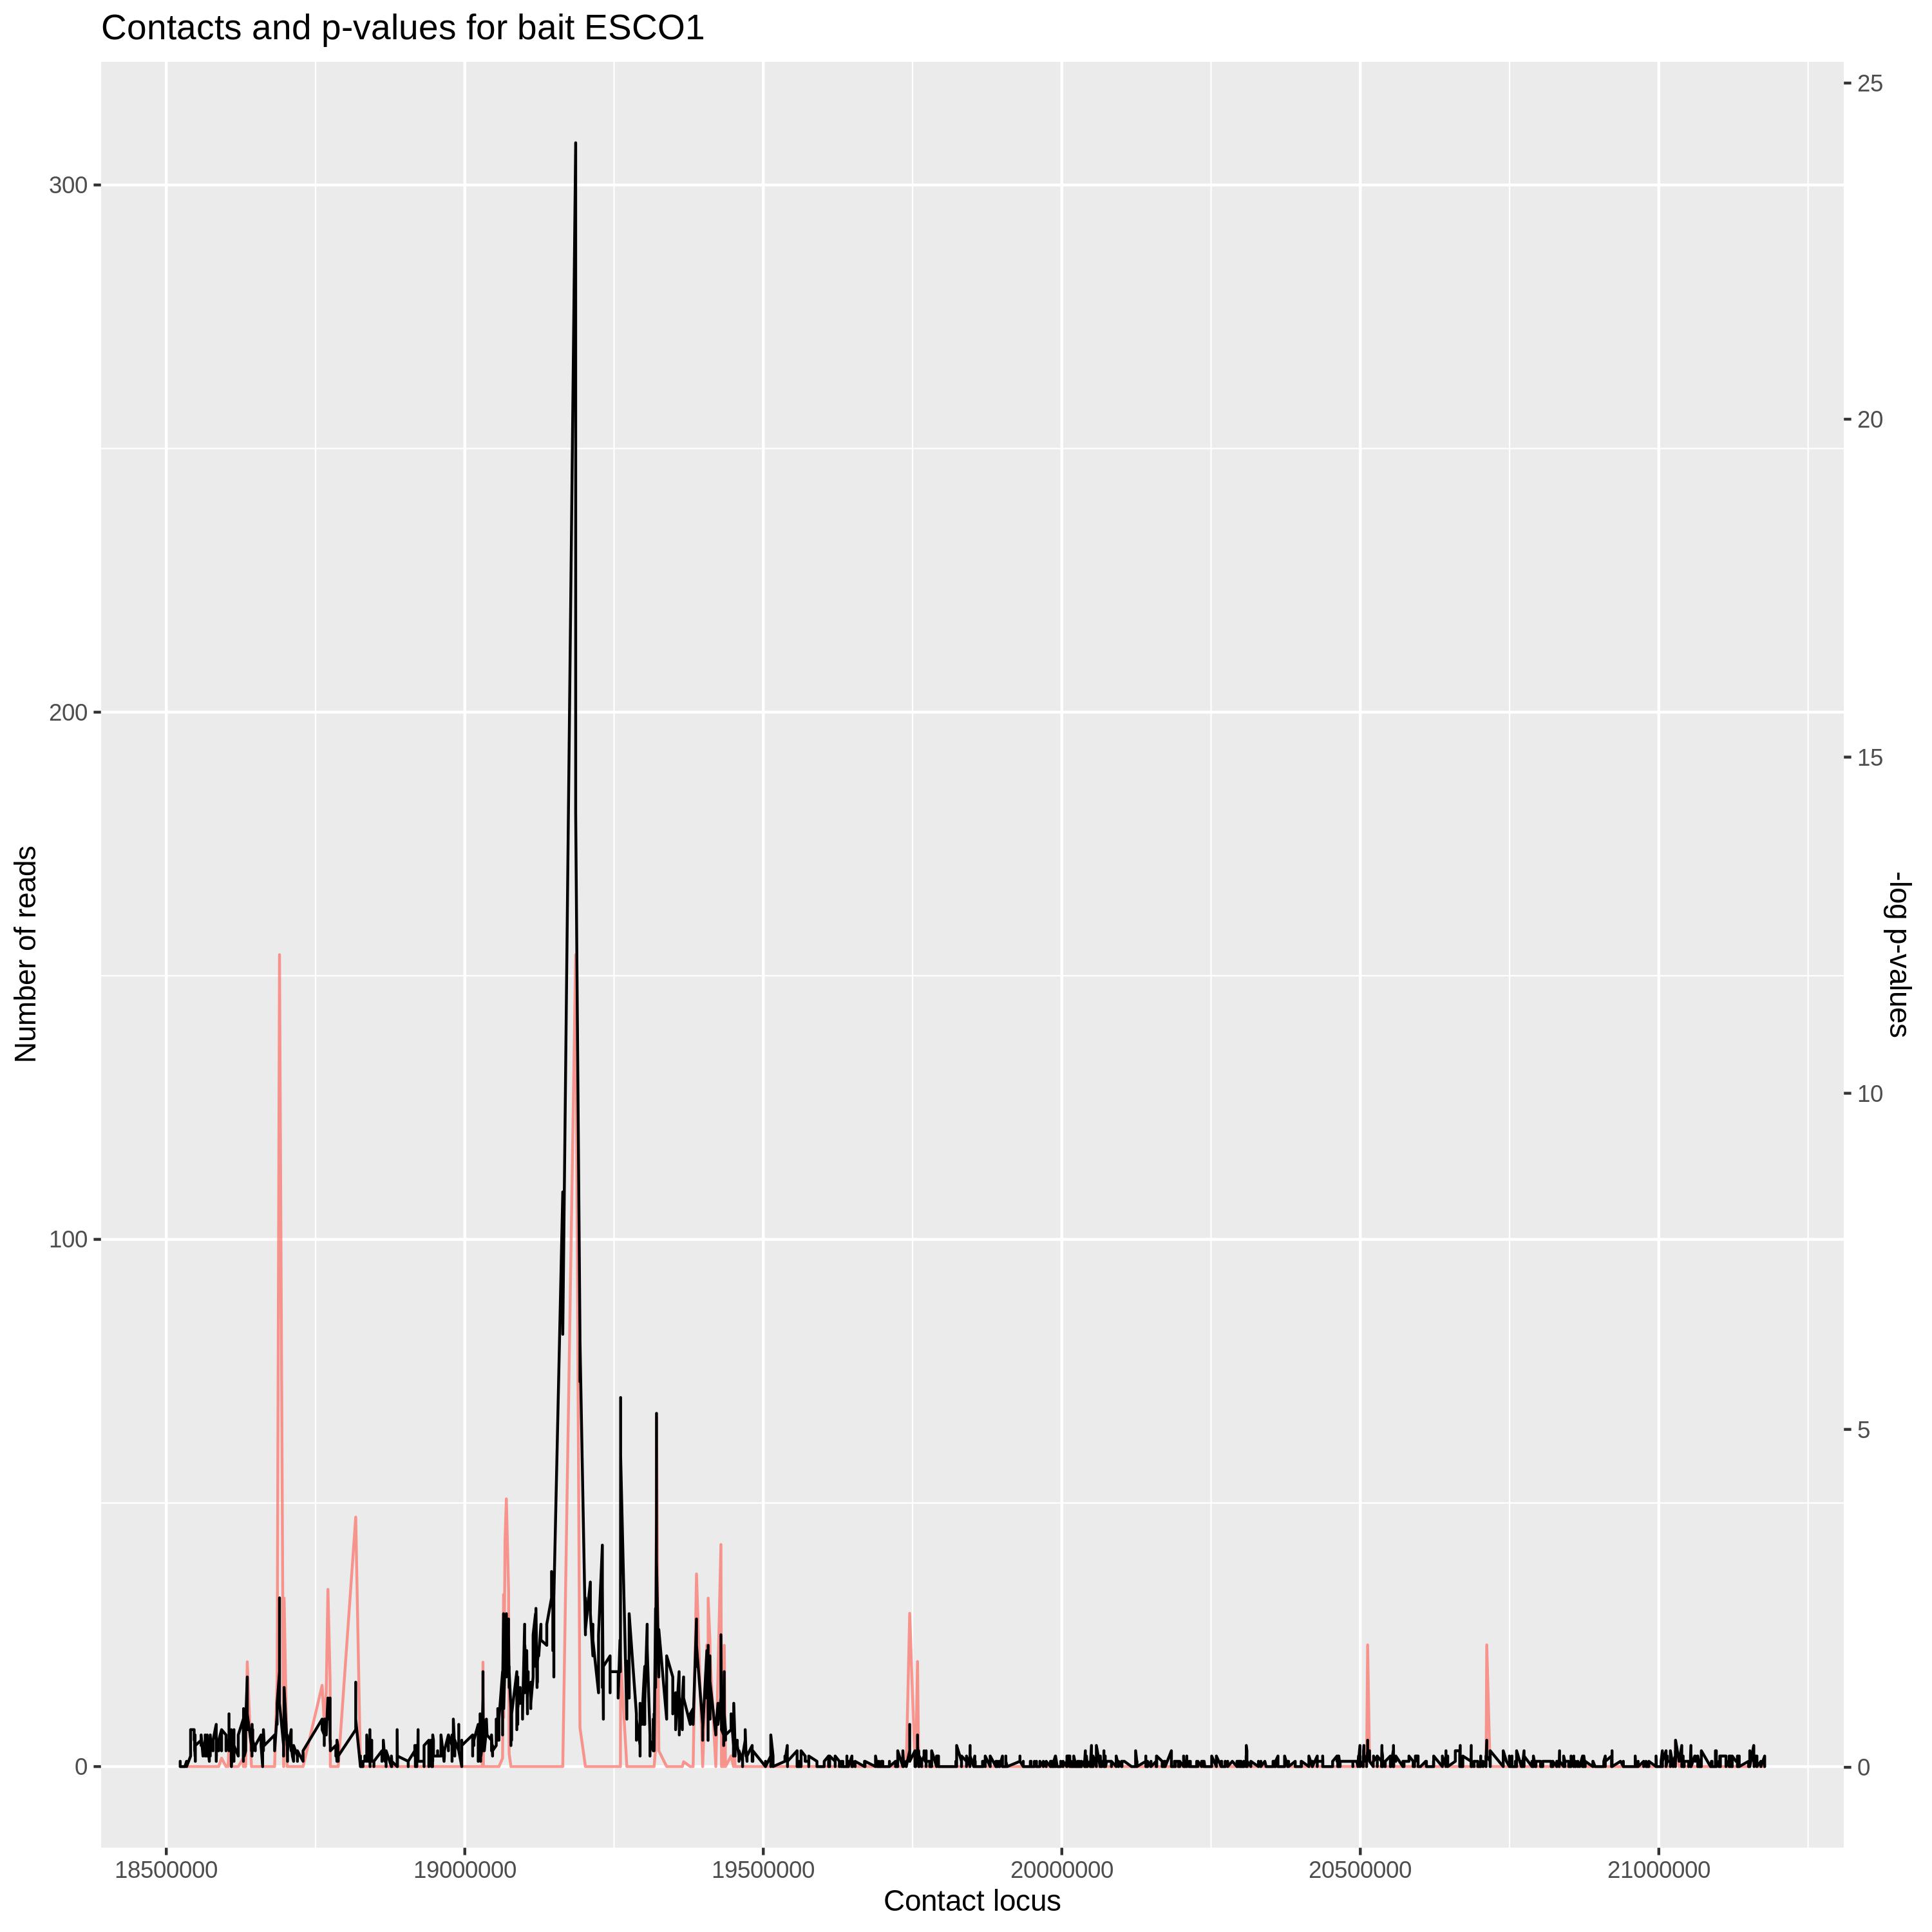 Contacts and p-values for bait ESCO1
Number of reads
300
200
100
0
25
20
15
10
5
0
-log p-values
18500000 19000000 19500000 20000000 20500000 21000000
Contact locus